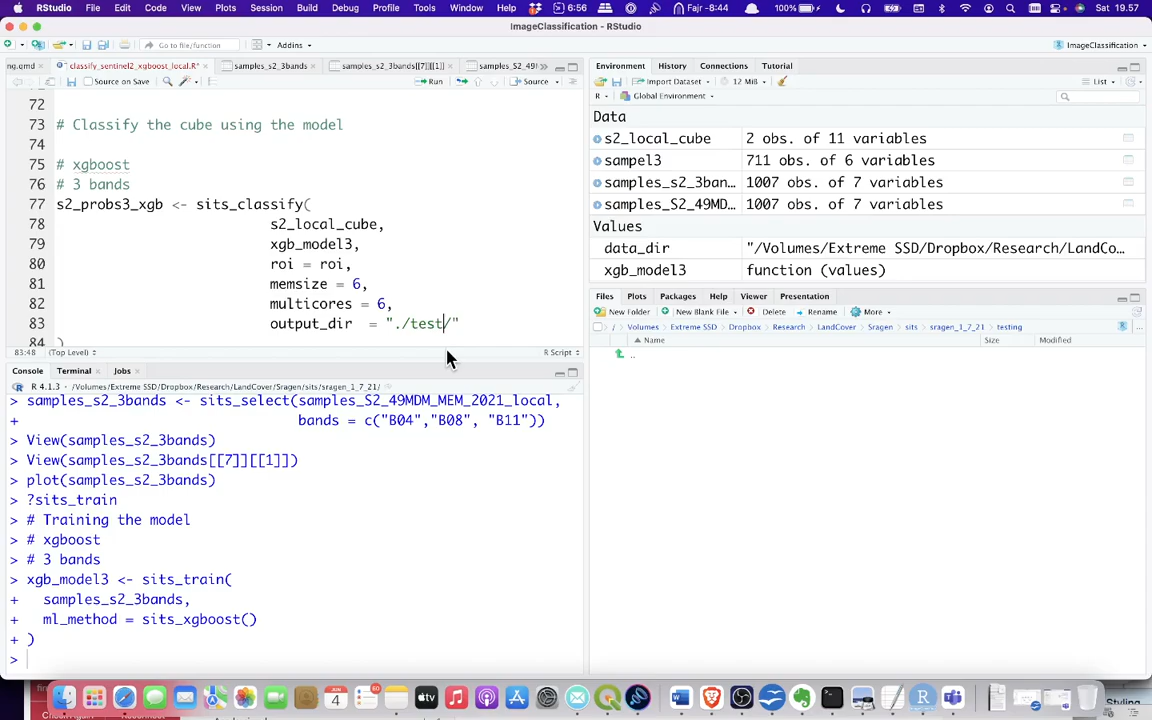 RStudio File Edit Code View Plots Session Build Debug Profile Tools Window Help 6:56 Fajr -8:44 100% Sat 19.57
ImageClassification - RStudio
Go to file/function Addins ImageClassification
ng.qmd classify_sentinel2_xgboost_local.R* samples_s2_3bands samples_s2_3bands[[7]][[1]] samples_S2_49
Source on Save Run Source
72
73 # Classify the cube using the model
74
75 # xgboost
76 # 3 bands
77 s2_probs3_xgb <- sits_classify(
78 s2_local_cube,
79 xgb_model3,
80 roi = roi,
81 memsize = 6,
82 multicores = 6,
83 output_dir = "./test/"
84 )
83:48 (Top Level) R Script
Console Terminal Jobs
R 4.1.3 · /Volumes/Extreme SSD/Dropbox/Research/LandCover/Sragen/sits/sragen_1_7_21/
> samples_s2_3bands <- sits_select(samples_S2_49MDM_MEM_2021_local,
+ bands = c("B04","B08", "B11"))
> View(samples_s2_3bands)
> View(samples_s2_3bands[[7]][[1]])
> plot(samples_s2_3bands)
> ?sits_train
> # Training the model
> # xgboost
> # 3 bands
> xgb_model3 <- sits_train(
+ samples_s2_3bands,
+ ml_method = sits_xgboost()
+ )
>
Environment History Connections Tutorial
Import Dataset 12 MiB List
R Global Environment
Data
s2_local_cube 2 obs. of 11 variables
sampel3 711 obs. of 6 variables
samples_s2_3ban… 1007 obs. of 7 variables
samples_S2_49MD… 1007 obs. of 7 variables
Values
data_dir "/Volumes/Extreme SSD/Dropbox/Research/LandCo…
xgb_model3 function (values)
Files Plots Packages Help Viewer Presentation
New Folder New Blank File Delete Rename More
/ Volumes Extreme SSD Dropbox Research LandCover Sragen sits sragen_1_7_21 testing ...
Name Size Modified
..
JUN
4